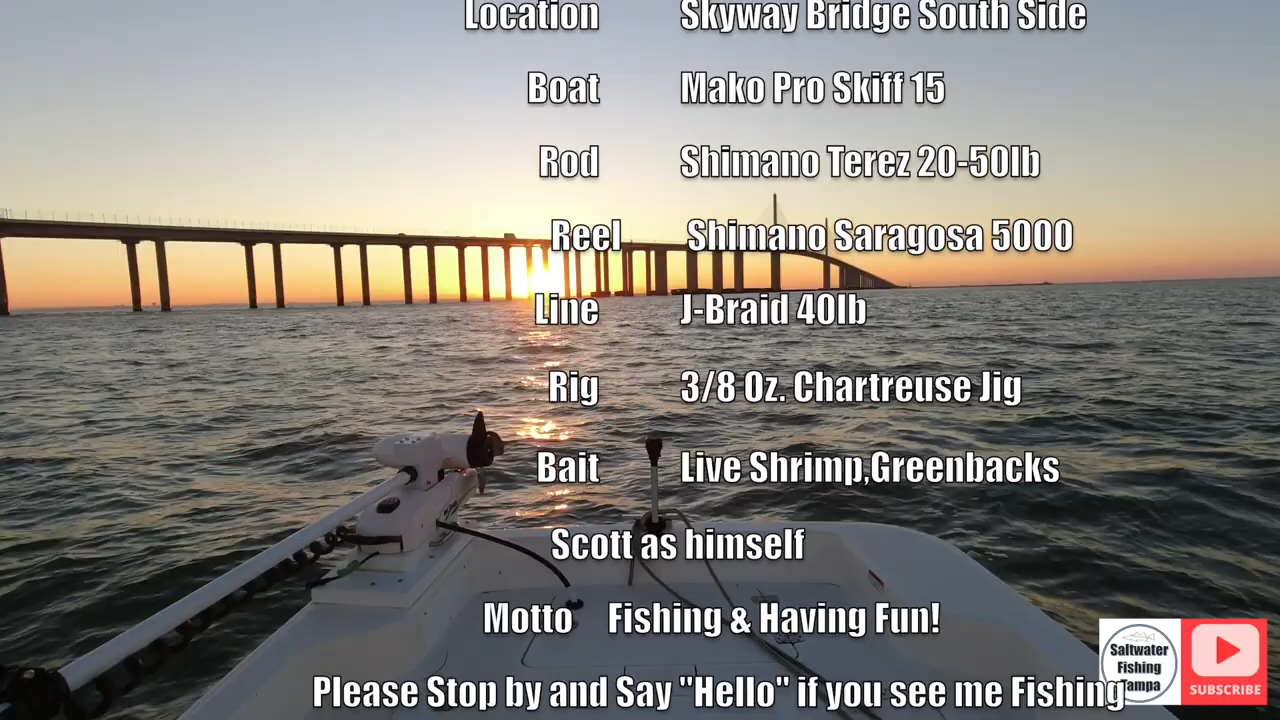 Location Skyway Bridge South Side
Boat Mako Pro Skiff 15
Rod Shimano Terez 20-50lb
Reel Shimano Saragosa 5000
Line J-Braid 40lb
Rig 3/8 Oz. Chartreuse Jig
Bait Live Shrimp,Greenbacks
Scott as himself
Motto Fishing & Having Fun!
Please Stop by and Say "Hello" if you see me Fishing
Saltwater
Fishing
Tampa
SUBSCRIBE